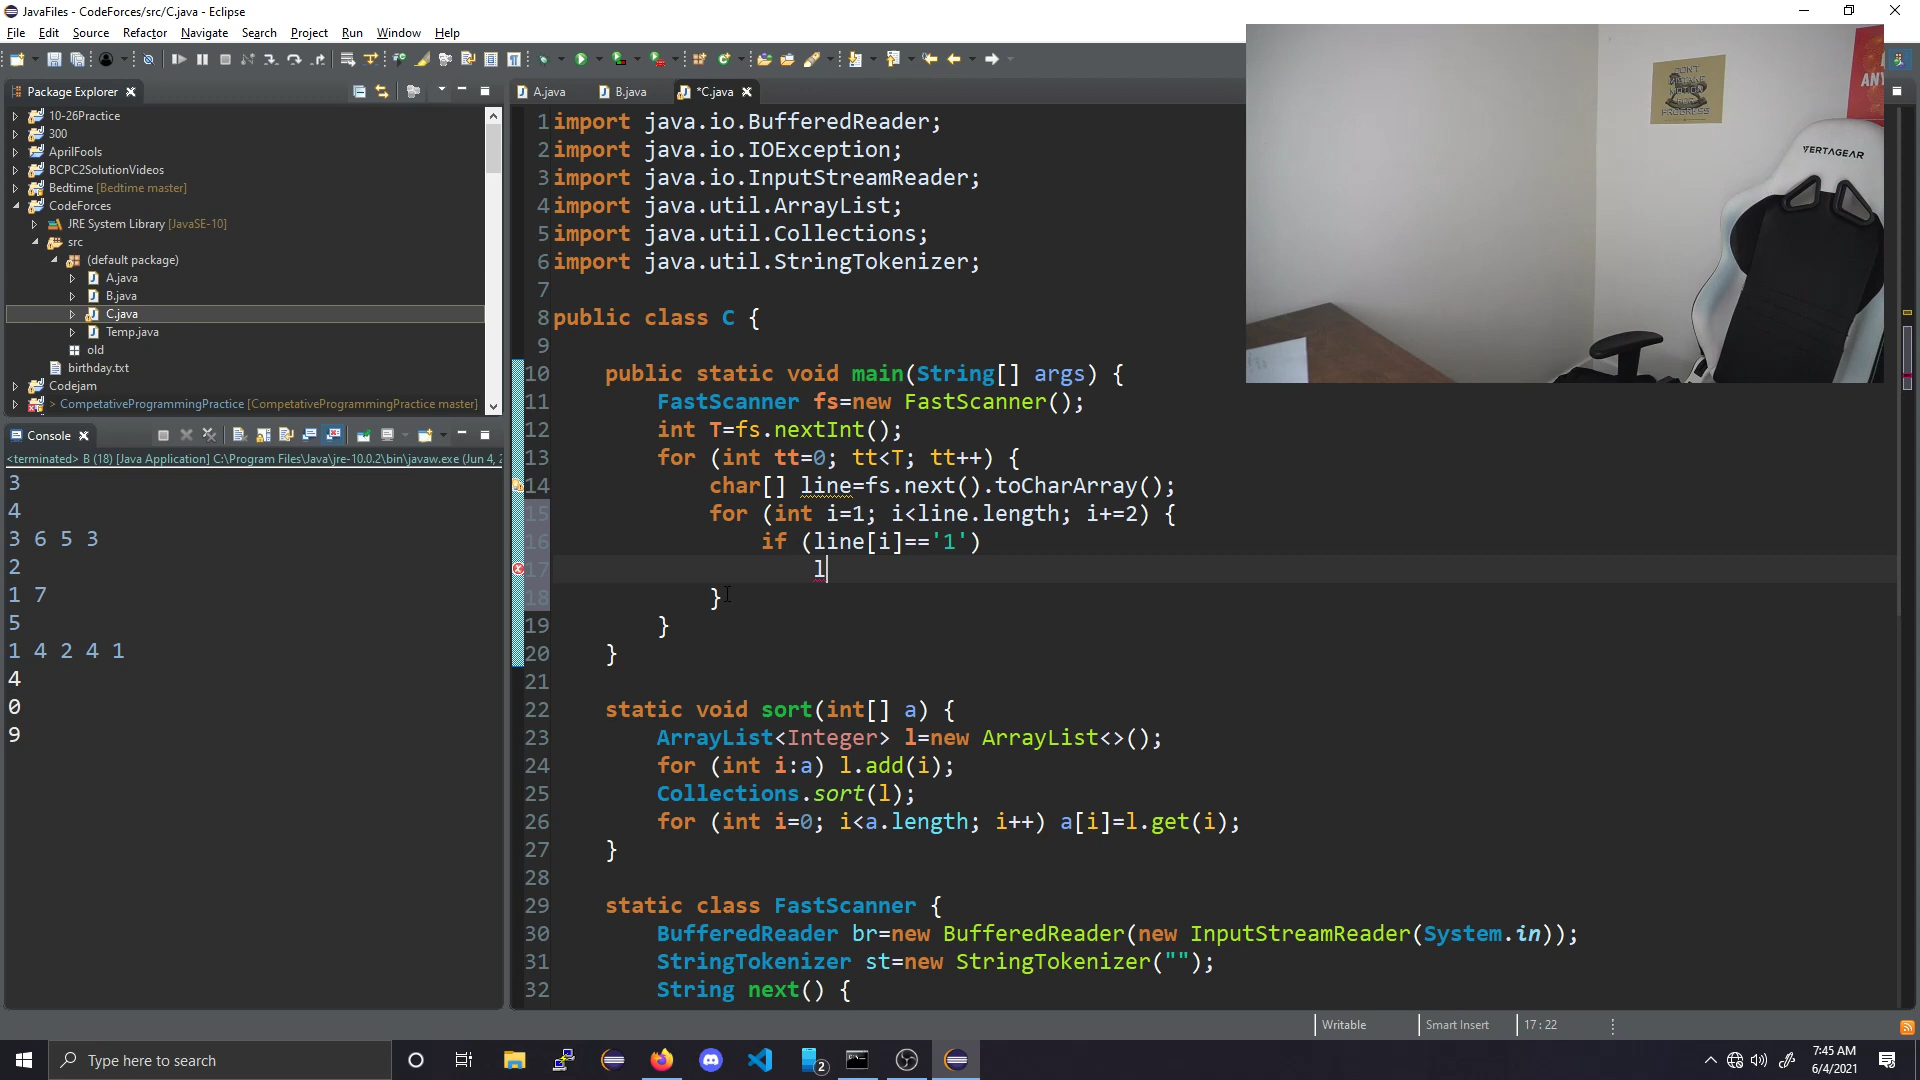 JavaFiles - CodeForces/src/C.java - Eclipse
File Edit Source Refactor Navigate Search Project Run Window Help
Package Explorer
10-26Practice
300
AprilFools
BCPC2SolutionVideos
Bedtime [Bedtime master]
CodeForces
JRE System Library [JavaSE-10]
src
(default package)
A.java
B.java
C.java
Temp.java
old
birthday.txt
Codejam
> CompetativeProgrammingPractice [CompetativeProgrammingPractice master]
Console
<terminated> B (18) [Java Application] C:\Program Files\Java\jre-10.0.2\bin\javaw.exe (Jun 4, 2
3
4
3 6 5 3
2
1 7
5
1 4 2 4 1
4
0
9
A.java B.java *C.java
1 import java.io.BufferedReader;
2 import java.io.IOException;
3 import java.io.InputStreamReader;
4 import java.util.ArrayList;
5 import java.util.Collections;
6 import java.util.StringTokenizer;
7
8 public class C {
9
10 public static void main(String[] args) {
11 FastScanner fs=new FastScanner();
12 int T=fs.nextInt();
13 for (int tt=0; tt<T; tt++) {
14 char[] line=fs.next().toCharArray();
15 for (int i=1; i<line.length; i+=2) {
16 if (line[i]=='1')
17 l
18 }
19 }
20 }
21
22 static void sort(int[] a) {
23 ArrayList<Integer> l=new ArrayList<>();
24 for (int i:a) l.add(i);
25 Collections.sort(l);
26 for (int i=0; i<a.length; i++) a[i]=l.get(i);
27 }
28
29 static class FastScanner {
30 BufferedReader br=new BufferedReader(new InputStreamReader(System.in));
31 StringTokenizer st=new StringTokenizer("");
32 String next() {
DON'T
MOTION
FOR
PROGRESS
ANY
VERTAGEAR
Writable Smart Insert 17 : 22
Type here to search
2
7:45 AM
6/4/2021